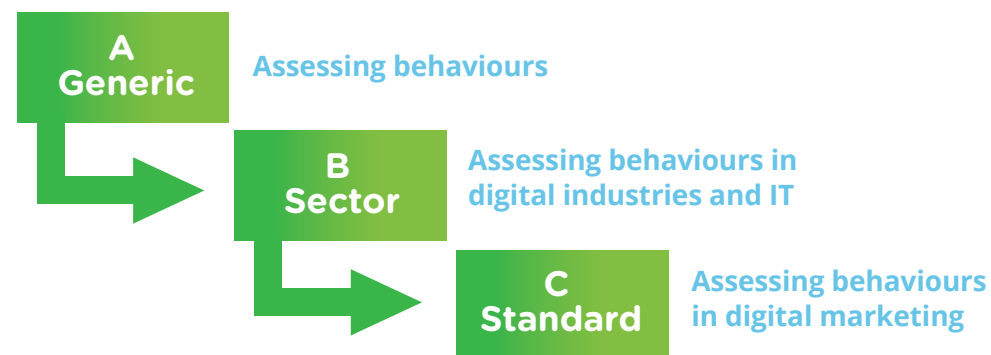 A
Generic
Assessing behaviours
B
Sector
Assessing behaviours in
digital industries and IT
C
Standard
Assessing behaviours
in digital marketing